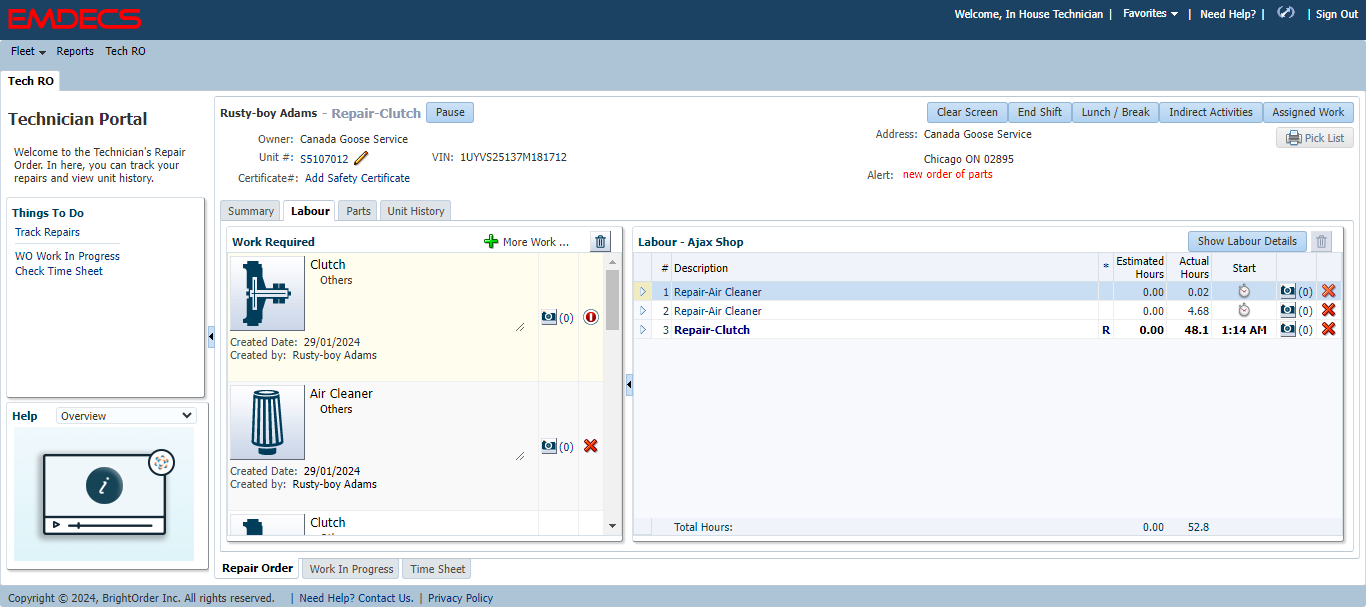 EMDECS
Welcome, In House Technician | Favorites | Need Help? | | Sign Out
Fleet Reports Tech RO
Tech RO
Technician Portal
Welcome to the Technician's Repair
Order. In here, you can track your
repairs and view unit history.
Things To Do
Track Repairs
WO Work In Progress
Check Time Sheet
Help Overview
Rusty-boy Adams - Repair-Clutch Pause
Clear Screen End Shift Lunch / Break Indirect Activities Assigned Work
Owner: Canada Goose Service
Address: Canada Goose Service
Pick List
Unit #: S5107012 VIN: 1UYVS25137M181712
Chicago ON 02895
Certificate#: Add Safety Certificate
Alert: new order of parts
Summary Labour Parts Unit History
Work Required More Work ...
Clutch
Others
(0)
Created Date: 29/01/2024
Created by: Rusty-boy Adams
Air Cleaner
Others
(0)
Created Date: 29/01/2024
Created by: Rusty-boy Adams
Clutch
Labour - Ajax Shop Show Labour Details
# Description * Estimated Hours Actual Hours Start
1 Repair-Air Cleaner 0.00 0.02 (0)
2 Repair-Air Cleaner 0.00 4.68 (0)
3 Repair-Clutch R 0.00 48.1 1:14 AM (0)
Total Hours: 0.00 52.8
Repair Order Work In Progress Time Sheet
Copyright © 2024, BrightOrder Inc. All rights reserved. | Need Help? Contact Us. | Privacy Policy